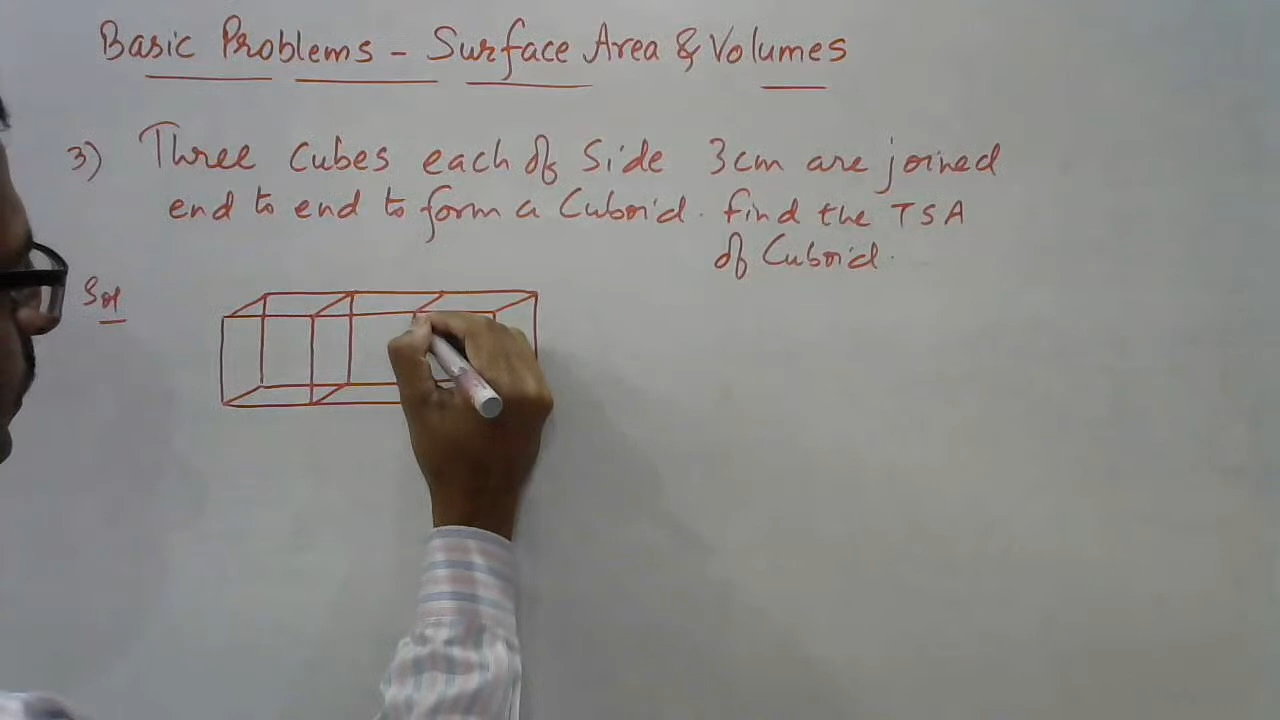 Basic Problems - Surface Area & Volumes
3) Three Cubes each of Side 3cm are joined
end to end to form a Cuboid. find the TSA
of Cuboid.
Sol